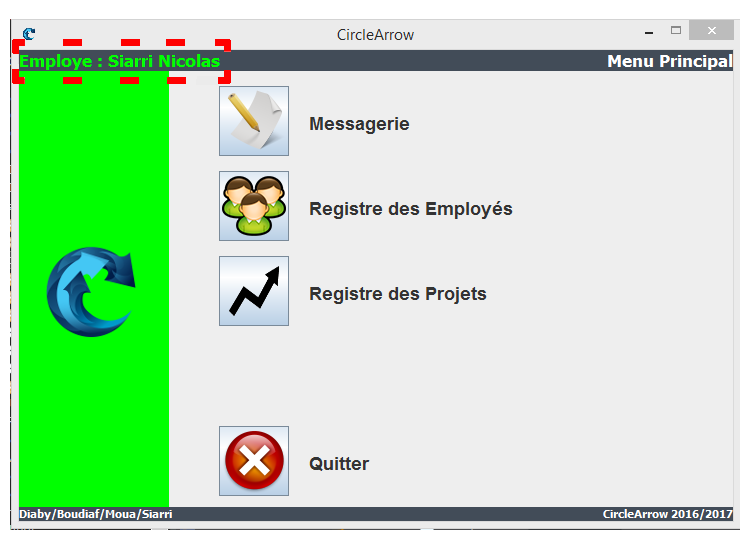 CircleArrow
Employe : Siarri Nicolas
Menu Principal
Messagerie
Registre des Employés
Registre des Projets
Quitter
Diaby/Boudiaf/Moua/Siarri
CircleArrow 2016/2017